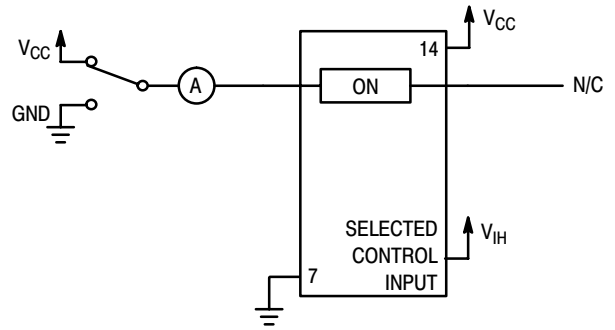 VCC
14
VCC
A
ON
N/C
GND
SELECTED
CONTROL
INPUT
VIH
7